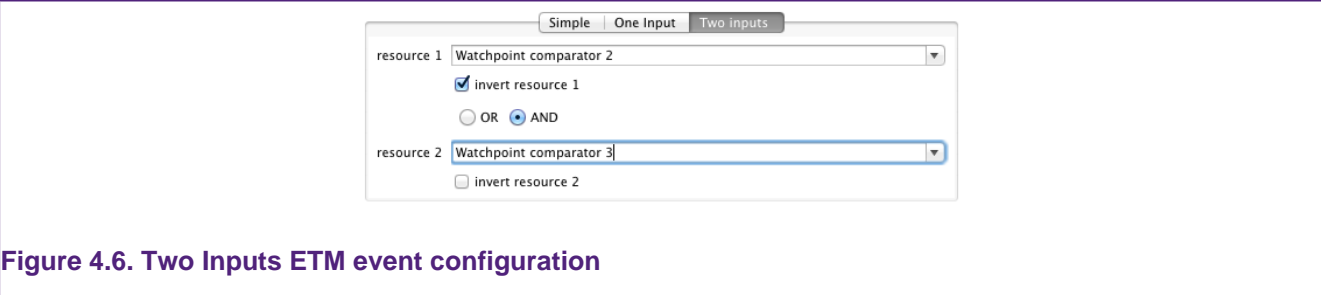 Simple One Input Two inputs
resource 1 Watchpoint comparator 2
invert resource 1
OR AND
resource 2 Watchpoint comparator 3
invert resource 2
Figure 4.6. Two Inputs ETM event configuration